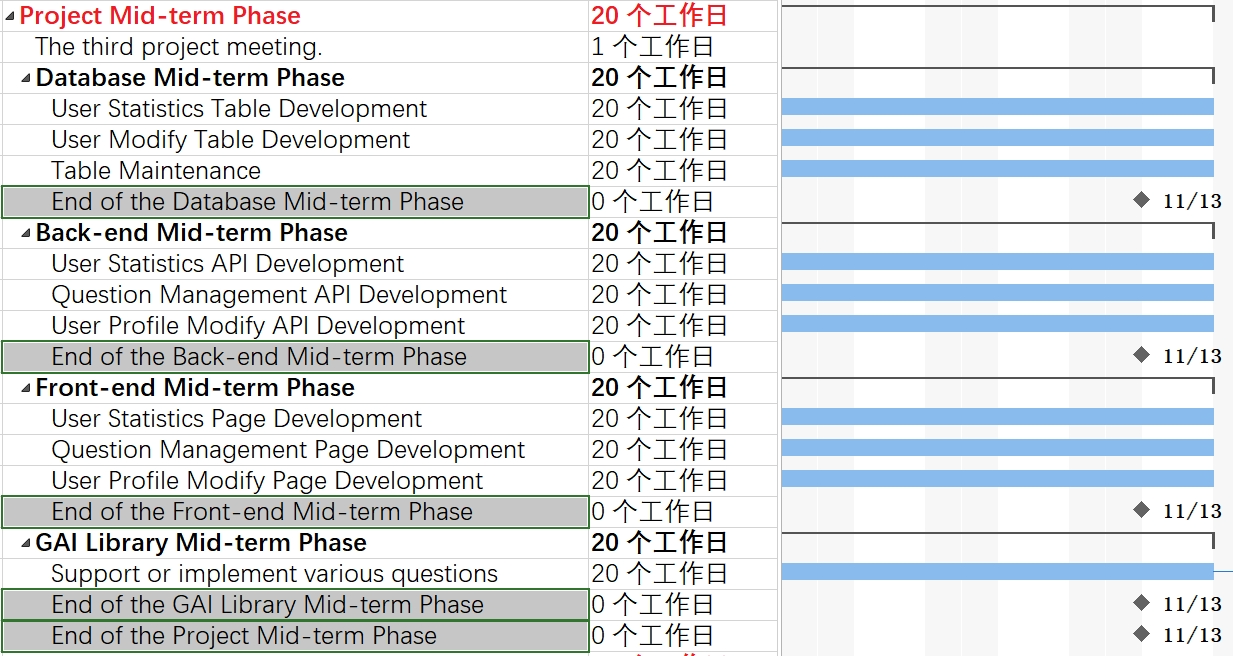 Project Mid-term Phase 20 个工作日
The third project meeting. 1 个工作日
Database Mid-term Phase 20 个工作日
User Statistics Table Development 20 个工作日
User Modify Table Development 20 个工作日
Table Maintenance 20 个工作日
End of the Database Mid-term Phase 0 个工作日 11/13
Back-end Mid-term Phase 20 个工作日
User Statistics API Development 20 个工作日
Question Management API Development 20 个工作日
User Profile Modify API Development 20 个工作日
End of the Back-end Mid-term Phase 0 个工作日 11/13
Front-end Mid-term Phase 20 个工作日
User Statistics Page Development 20 个工作日
Question Management Page Development 20 个工作日
User Profile Modify Page Development 20 个工作日
End of the Front-end Mid-term Phase 0 个工作日 11/13
GAI Library Mid-term Phase 20 个工作日
Support or implement various questions 20 个工作日
End of the GAI Library Mid-term Phase 0 个工作日 11/13
End of the Project Mid-term Phase 0 个工作日 11/13